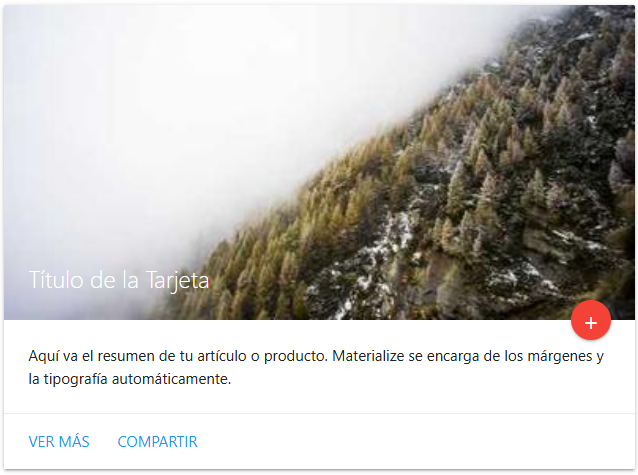 Título de la Tarjeta
+
Aquí va el resumen de tu artículo o producto. Materialize se encarga de los márgenes y
la tipografía automáticamente.
VER MÁS COMPARTIR